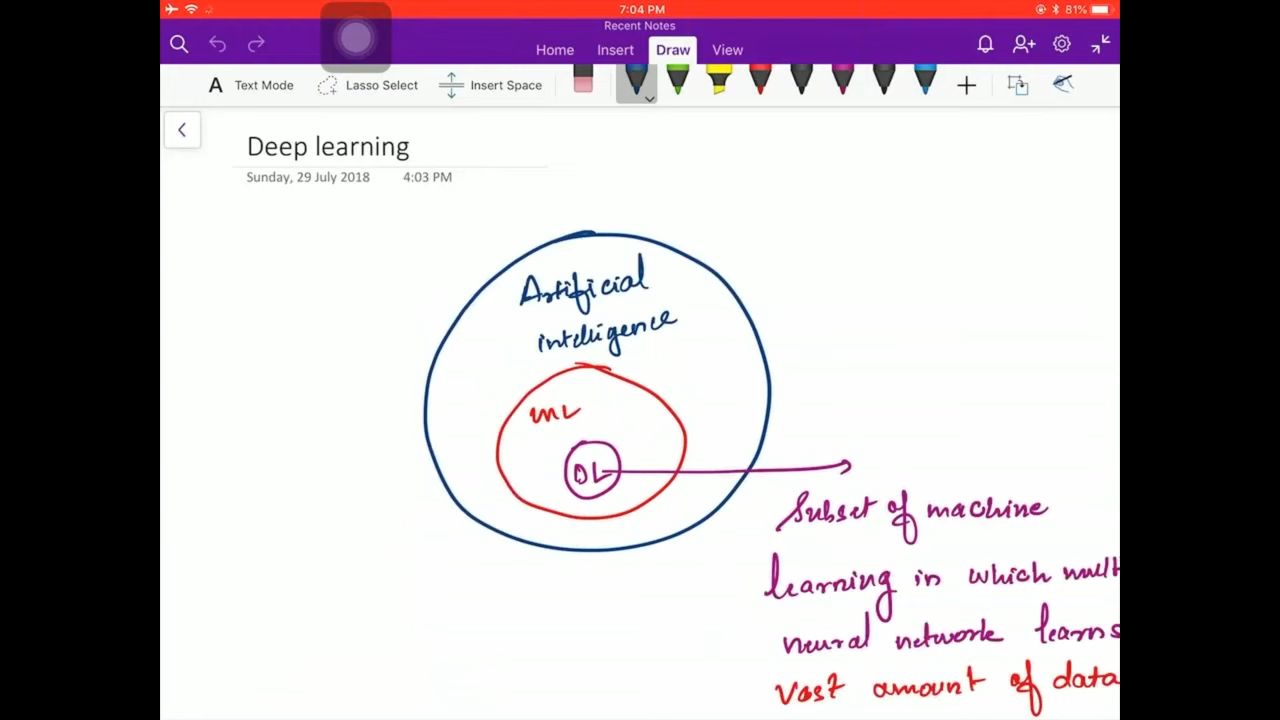 7:04 PM
81%
Recent Notes
Home Insert Draw View
A Text Mode Lasso Select Insert Space
Deep learning
Sunday, 29 July 2018 4:03 PM
Artificial
intelligence
ML
DL
Subset of machine
learning in which mult
neural network learns
Vast amount of data